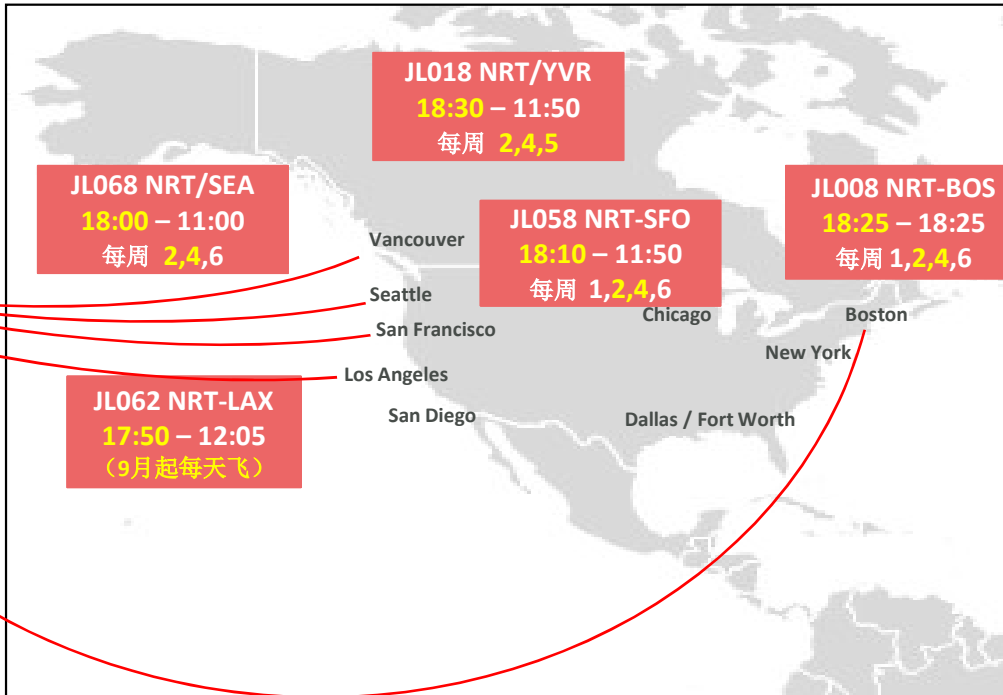 JL018 NRT/YVR
18:30 – 11:50
每周 2,4,5
JL068 NRT/SEA
18:00 – 11:00
每周 2,4,6
JL058 NRT-SFO
18:10 – 11:50
每周 1,2,4,6
JL008 NRT-BOS
18:25 – 18:25
每周 1,2,4,6
Vancouver
Seattle
San Francisco
Los Angeles
San Diego
Chicago
Boston
New York
Dallas / Fort Worth
JL062 NRT-LAX
17:50 – 12:05
（9月起每天飞）